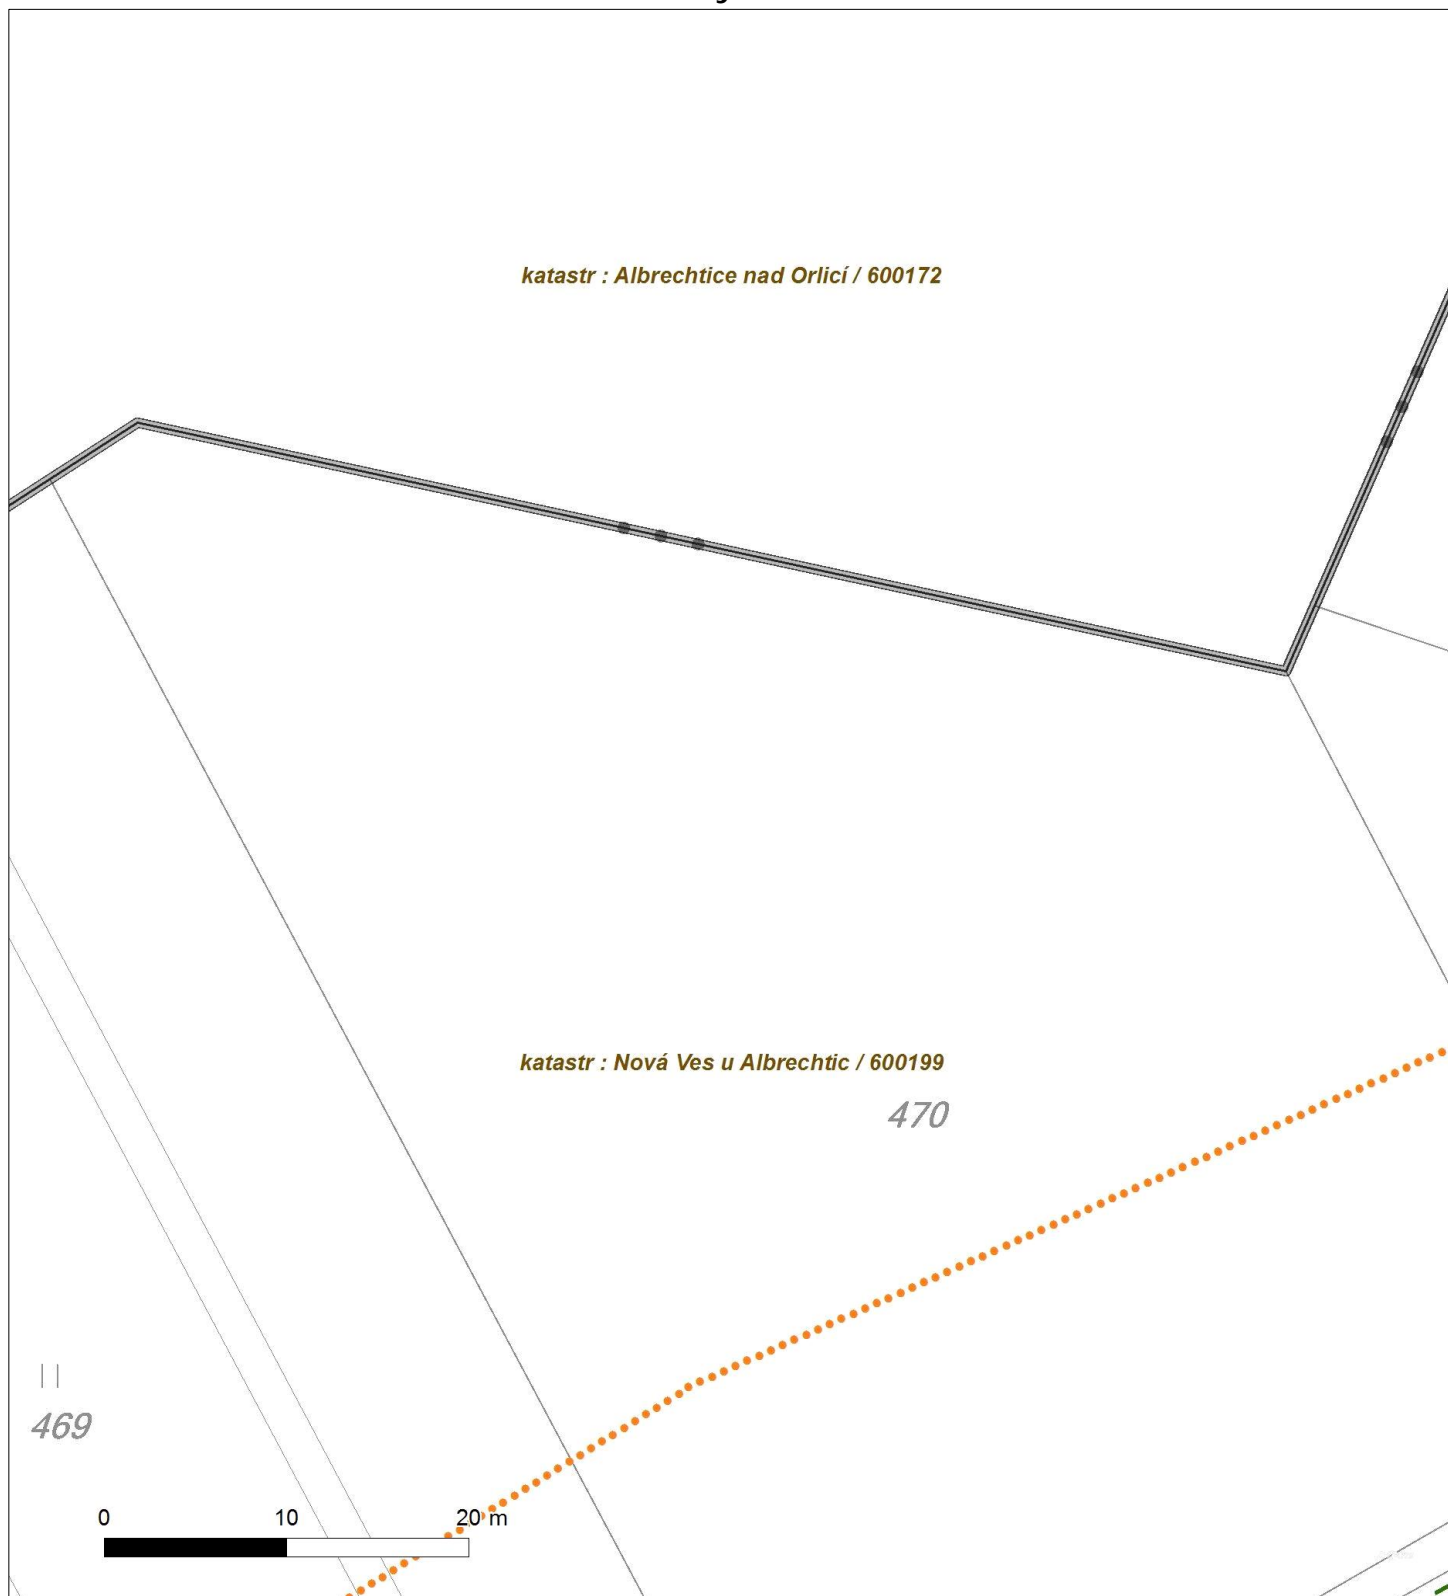 katastr : Albrechtice nad Orlicí / 600172
katastr : Nová Ves u Albrechtic / 600199
470
469
0 10 20 m